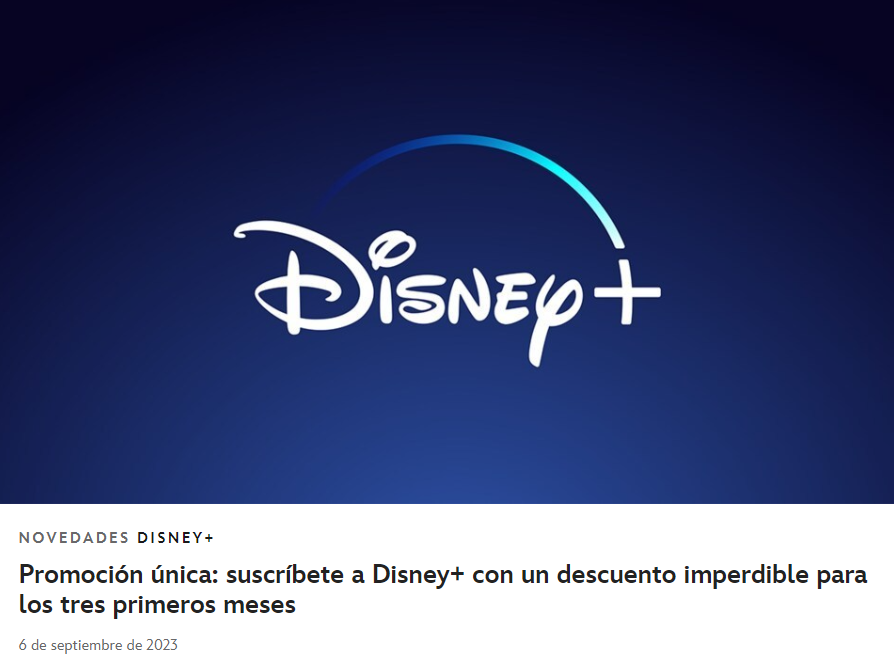 Disney+
NOVEDADES DISNEY+
Promoción única: suscríbete a Disney+ con un descuento imperdible para
los tres primeros meses
6 de septiembre de 2023